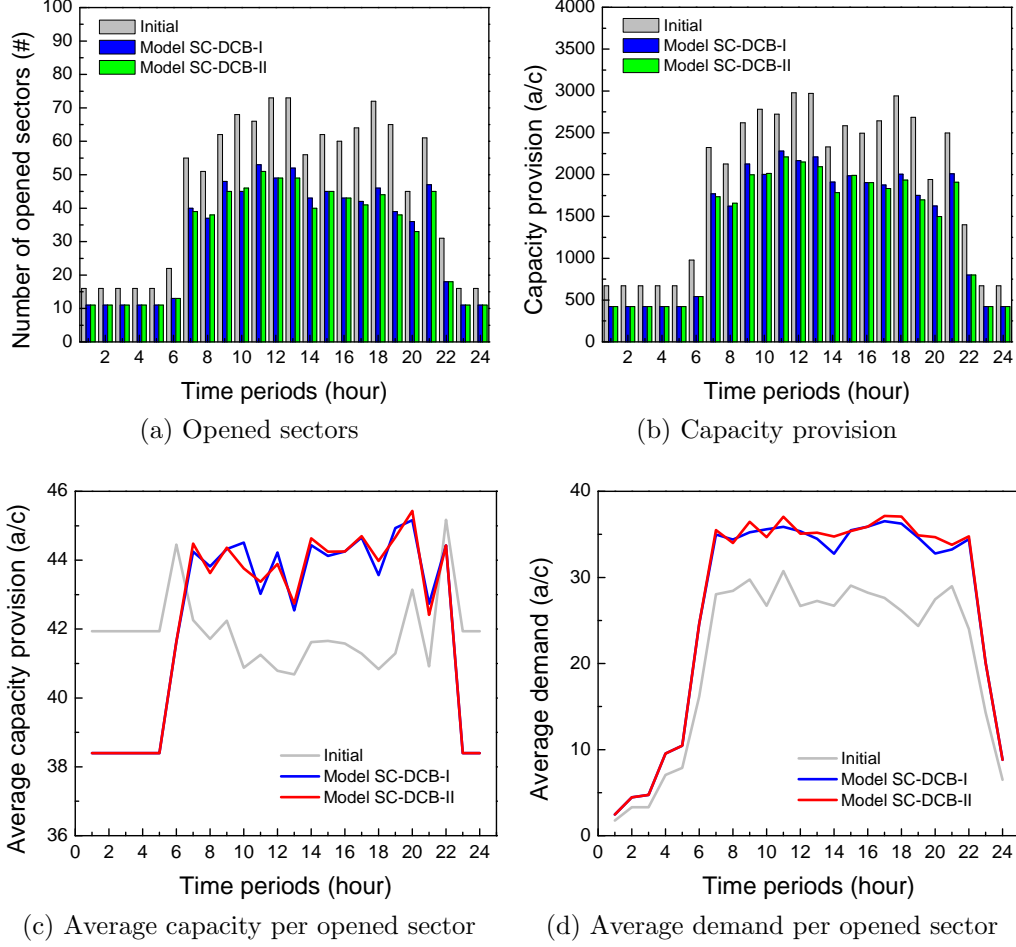 100
90
80
70
60
50
40
30
20
10
0
Number of opened sectors (#)
Initial
Model SC-DCB-I
Model SC-DCB-II
2 4 6 8 10 12 14 16 18 20 22 24
Time periods (hour)
(a) Opened sectors
4000
3500
3000
2500
2000
1500
1000
500
0
Capacity provision (a/c)
Initial
Model SC-DCB-I
Model SC-DCB-II
2 4 6 8 10 12 14 16 18 20 22 24
Time periods (hour)
(b) Capacity provision
46
44
42
40
38
36
Average capacity provision (a/c)
Initial
Model SC-DCB-I
Model SC-DCB-II
0 2 4 6 8 10 12 14 16 18 20 22 24
Time periods (hour)
(c) Average capacity per opened sector
40
30
20
10
0
Average demand (a/c)
Initial
Model SC-DCB-I
Model SC-DCB-II
0 2 4 6 8 10 12 14 16 18 20 22 24
Time periods (hour)
(d) Average demand per opened sector